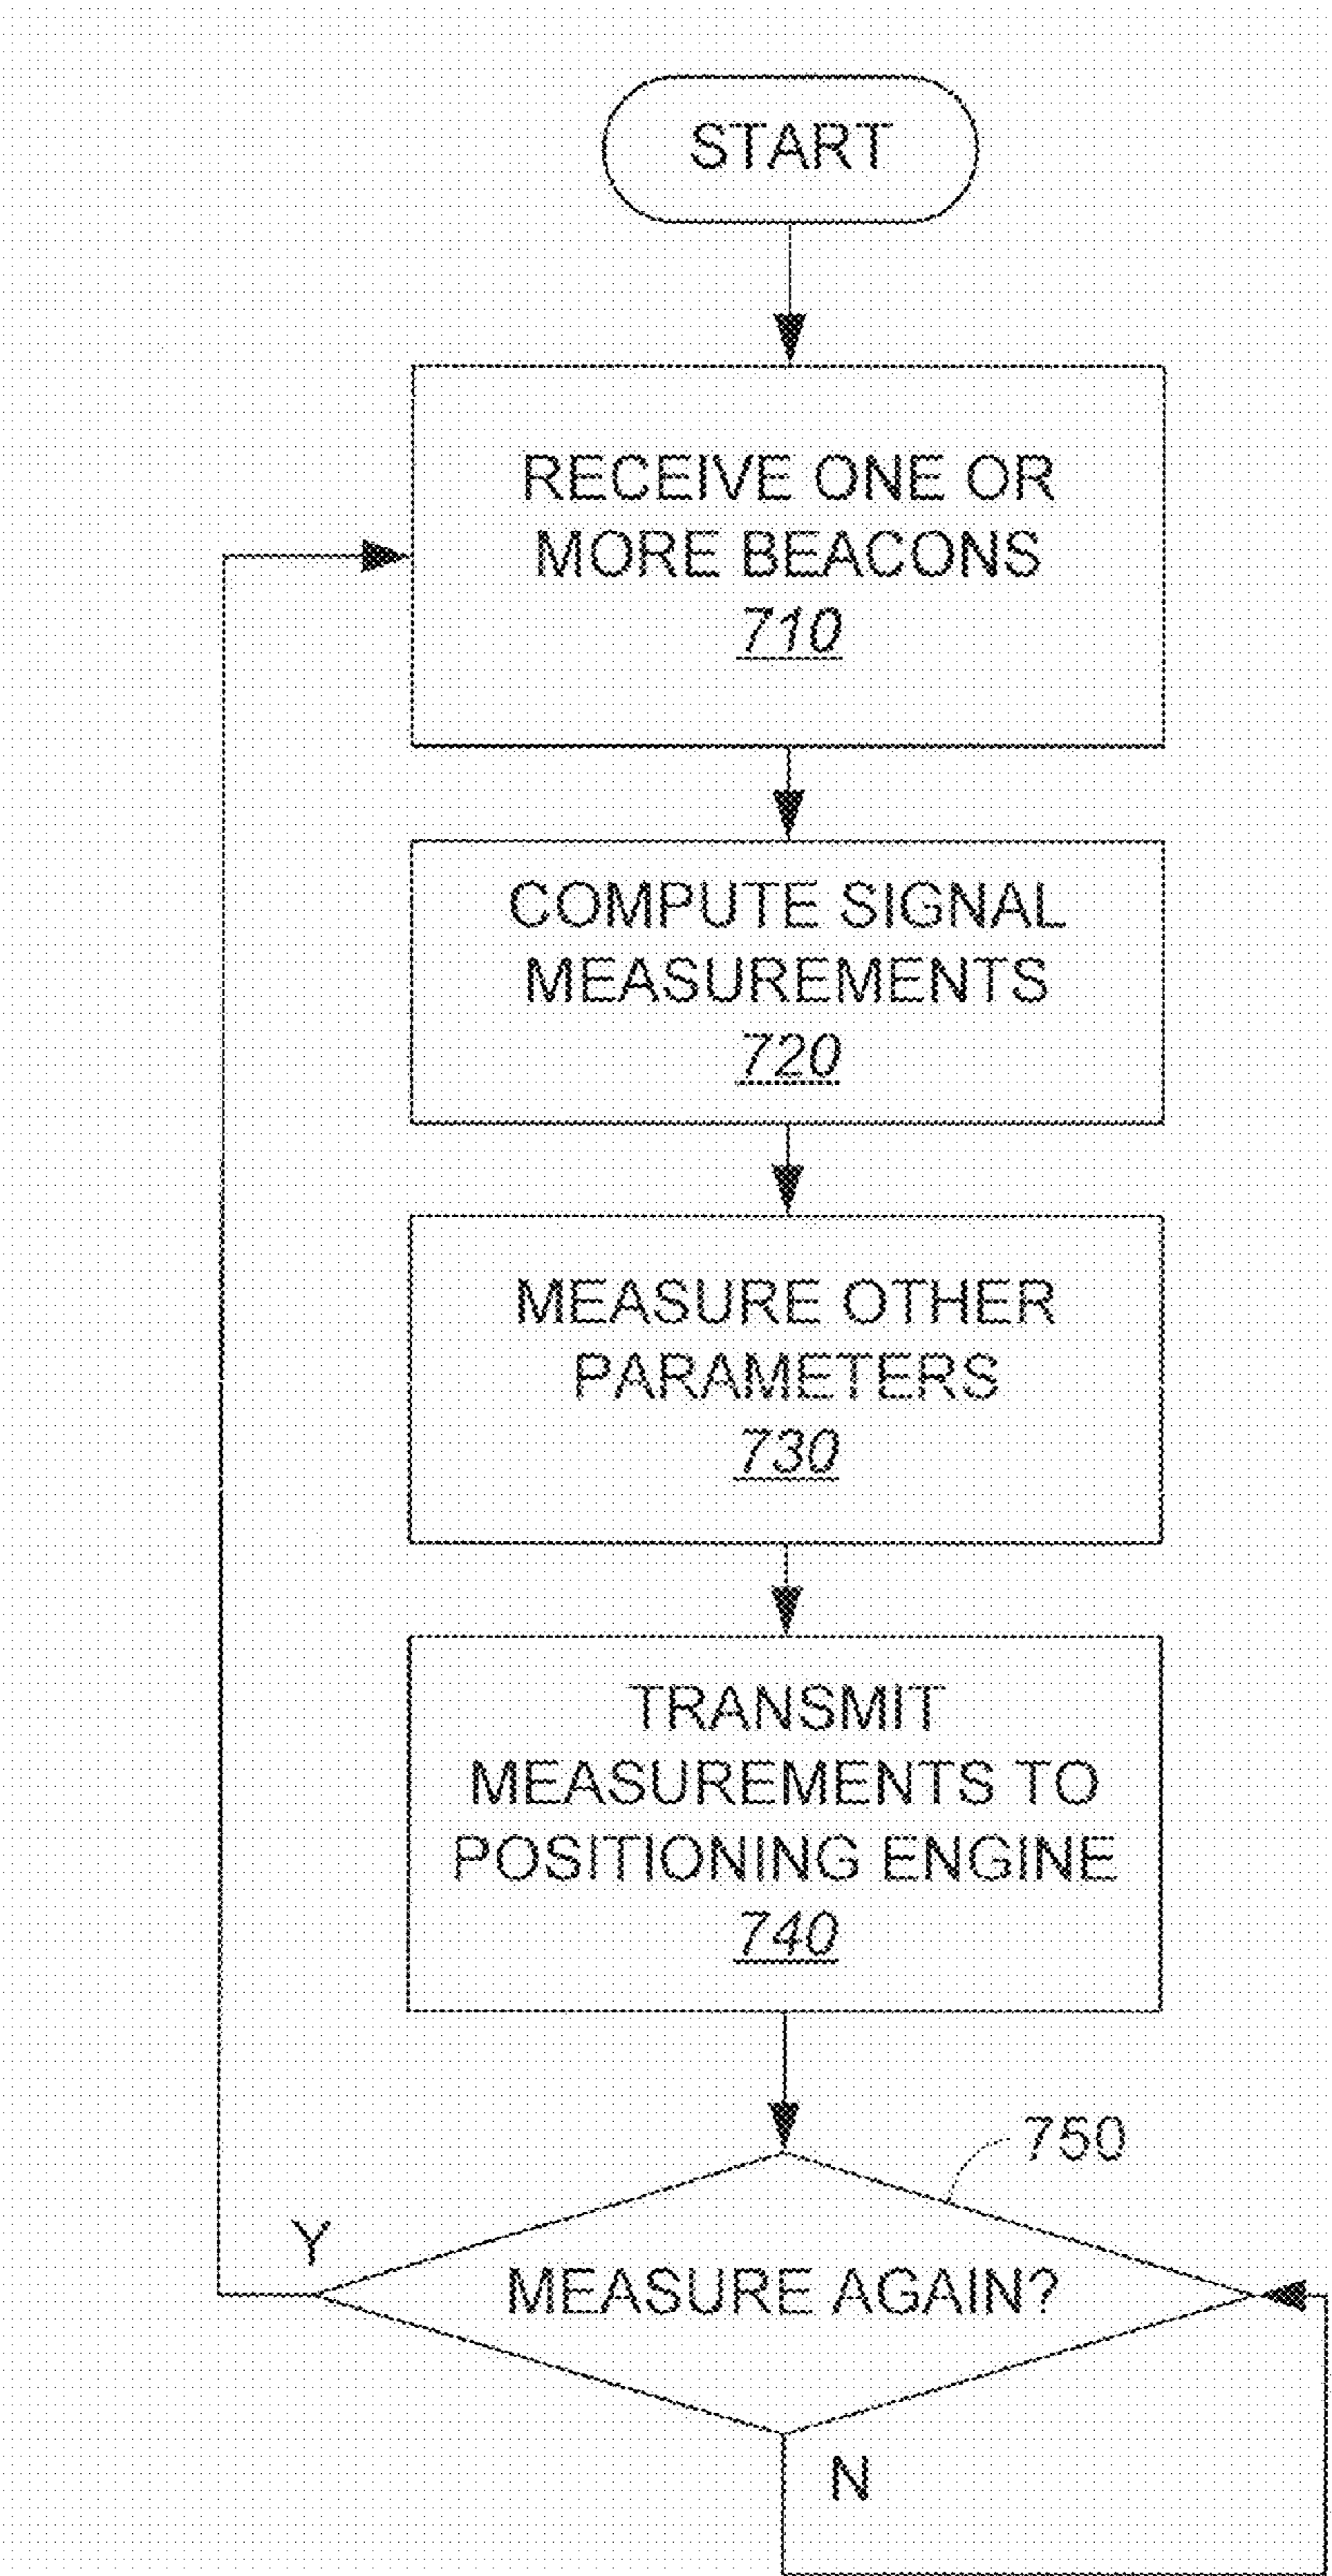 START
RECEIVE ONE OR
MORE BEACONS
710
COMPUTE SIGNAL
MEASUREMENTS
720
MEASURE OTHER
PARAMETERS
730
TRANSMIT
MEASUREMENTS TO
POSITIONING ENGINE
740
750
Y
MEASURE AGAIN?
N